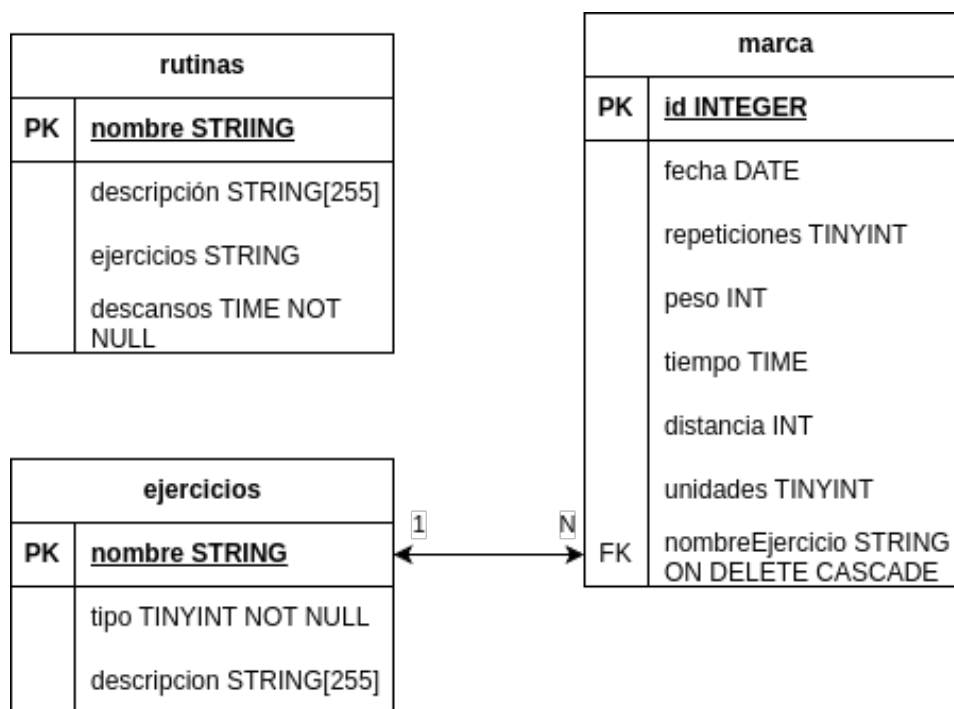 rutinas
PK nombre STRIING
descripción STRING[255]
ejercicios STRING
descansos TIME NOT
NULL
marca
PK id INTEGER
fecha DATE
repeticiones TINYINT
peso INT
tiempo TIME
distancia INT
unidades TINYINT
FK nombreEjercicio STRING
ON DELETE CASCADE
ejercicios
PK nombre STRING
tipo TINYINT NOT NULL
descripcion STRING[255]
1 N